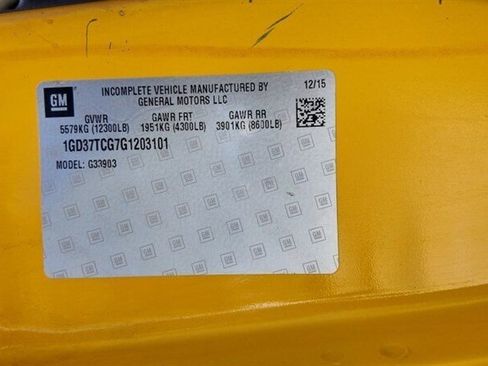 GM
INCOMPLETE VEHICLE MANUFACTURED BY
GENERAL MOTORS LLC
12/15
GVWR GAWR FRT GAWR RR
5579KG (12300LB) 1951KG (4300LB) 3901KG (8600LB)
1GD37TCG7G1203101
MODEL: G33903